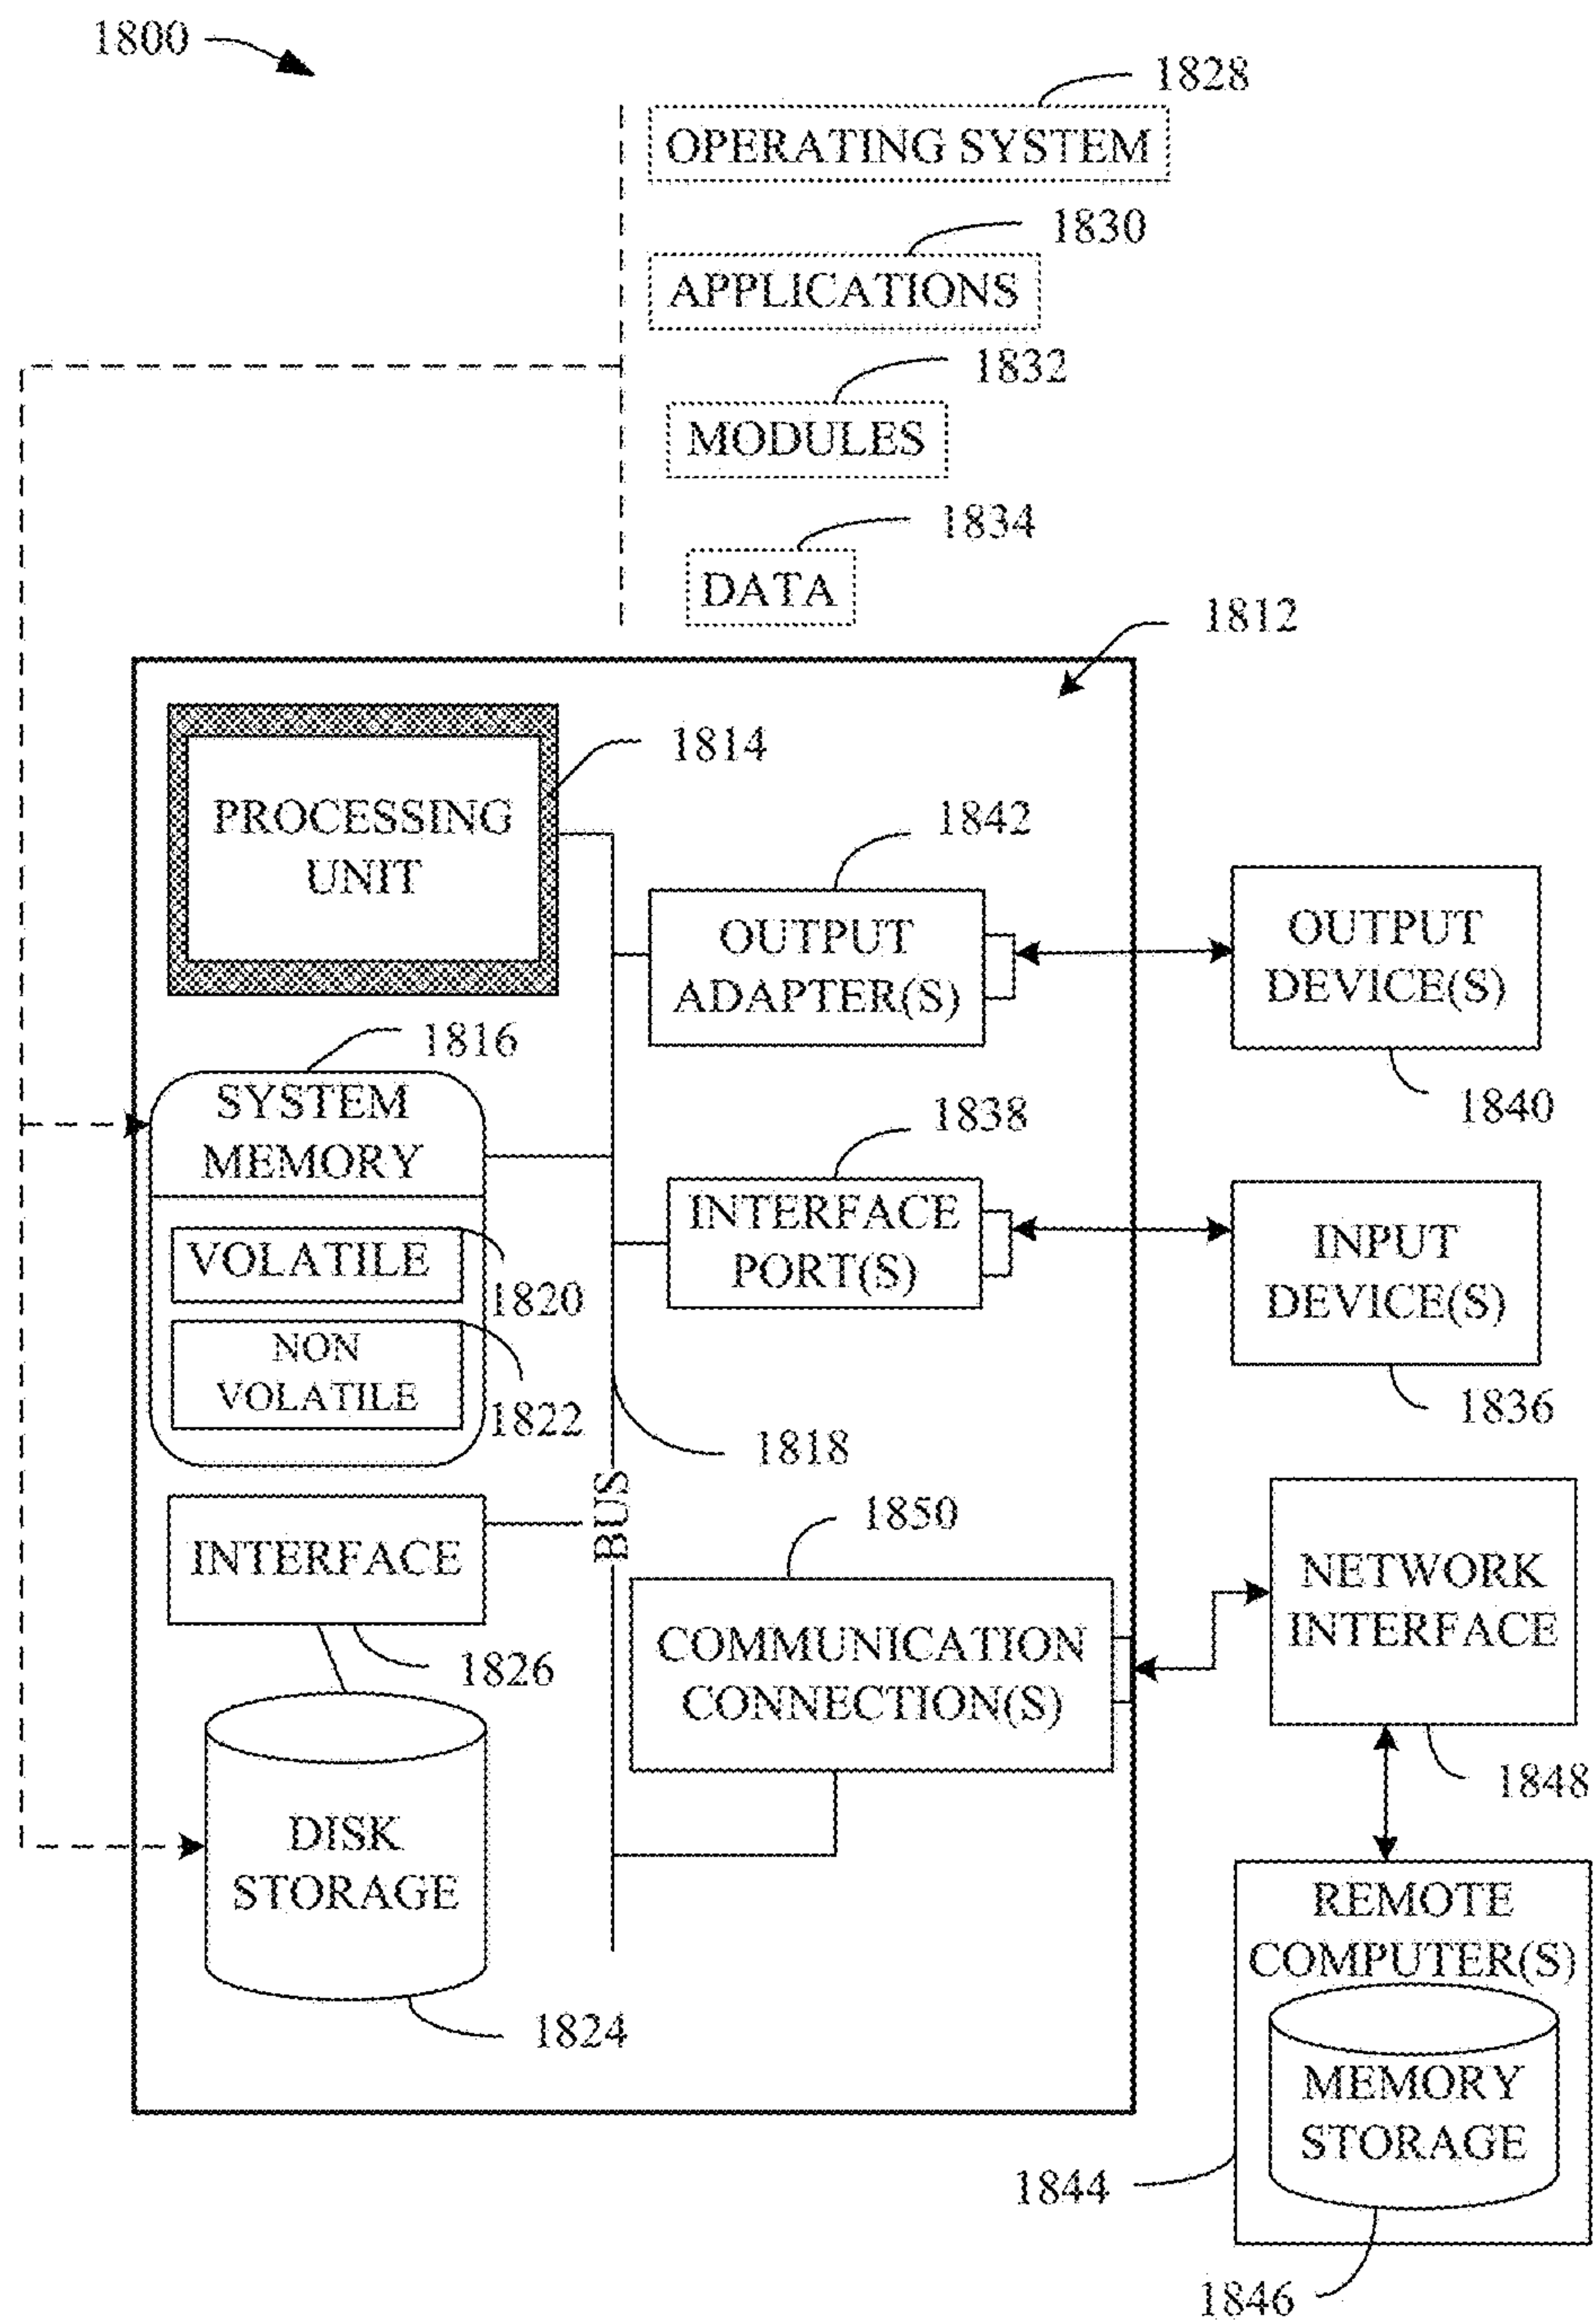 1800
1828
OPERATING SYSTEM
1830
APPLICATIONS
1832
MODULES
1834
DATA
1812
1814
PROCESSING
UNIT
1842
OUTPUT
ADAPTER(S)
OUTPUT
DEVICE(S)
1840
1816
SYSTEM
MEMORY
1838
INTERFACE
PORT(S)
INPUT
DEVICE(S)
1836
VOLATILE
1820
NON
VOLATILE
1822
1818
BUS
INTERFACE
1826
1850
COMMUNICATION
CONNECTION(S)
NETWORK
INTERFACE
1848
DISK
STORAGE
1824
REMOTE
COMPUTER(S)
MEMORY
STORAGE
1844
1846